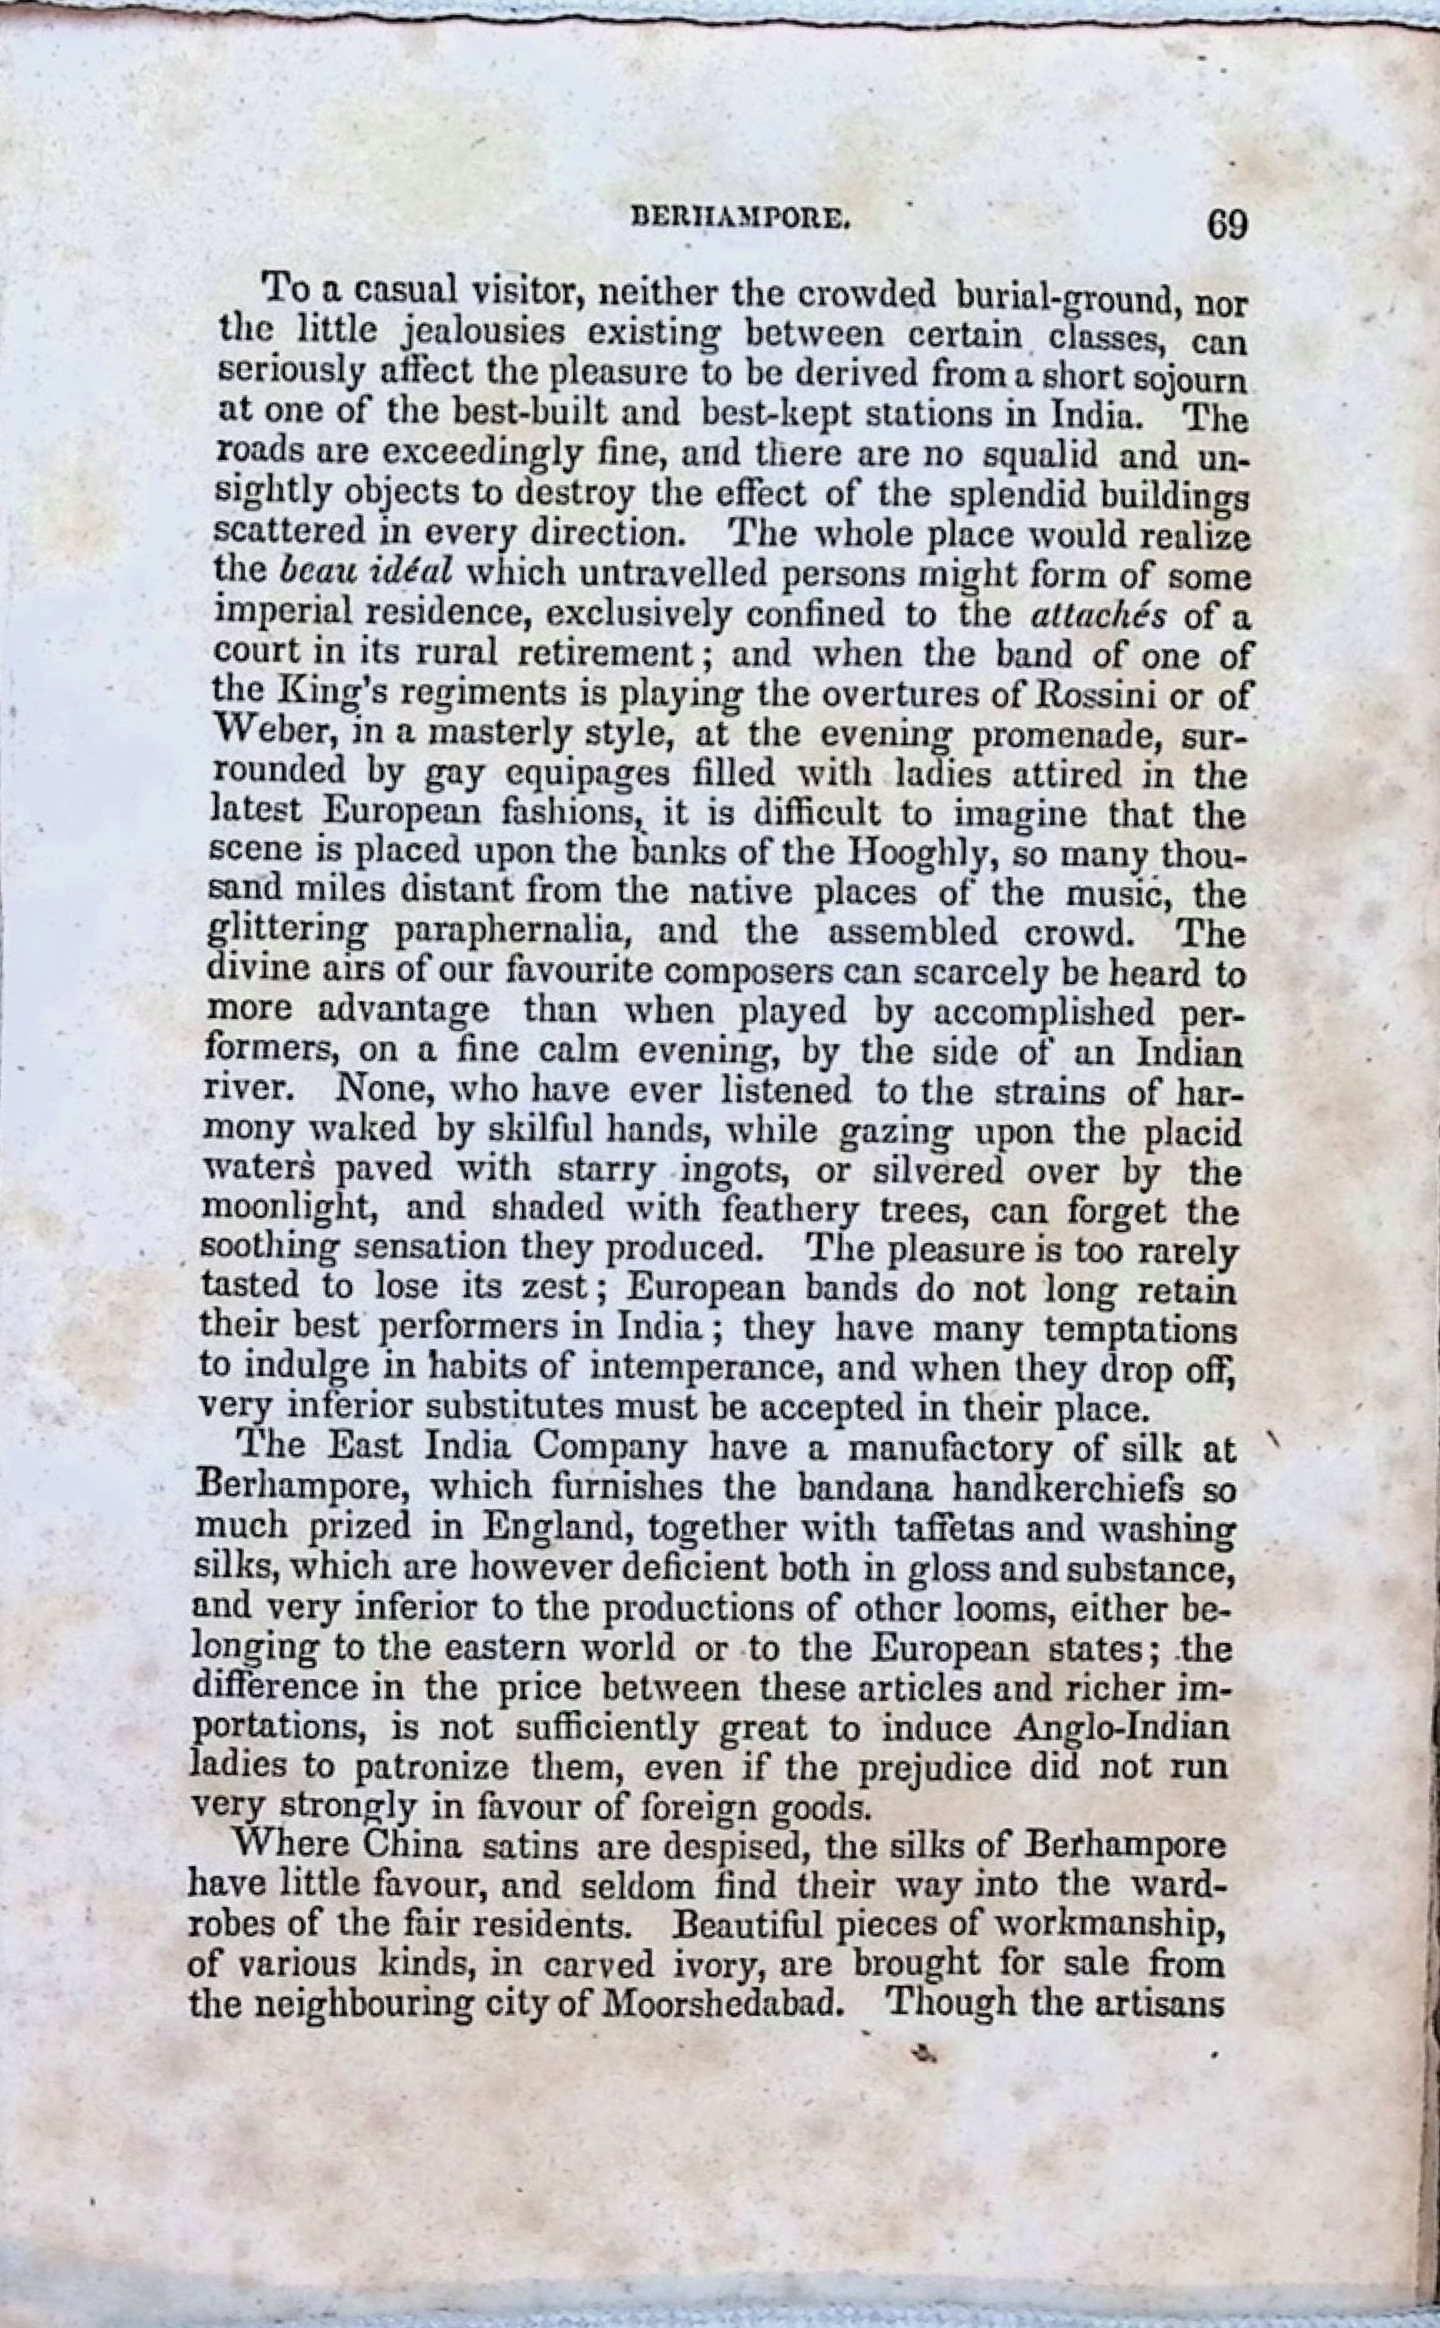 BERHAMPORE. 69
To a casual visitor, neither the crowded burial-ground, nor
the little jealousies existing between certain classes, can
seriously affect the pleasure to be derived from a short sojourn
at one of the best-built and best-kept stations in India. The
roads are exceedingly fine, and there are no squalid and un-
sightly objects to destroy the effect of the splendid buildings
scattered in every direction. The whole place would realize
the beau idéal which untravelled persons might form of some
imperial residence, exclusively confined to the attachés of a
court in its rural retirement; and when the band of one of
the King's regiments is playing the overtures of Rossini or of
Weber, in a masterly style, at the evening promenade, sur-
rounded by gay equipages filled with ladies attired in the
latest European fashions, it is difficult to imagine that the
scene is placed upon the banks of the Hooghly, so many thou-
sand miles distant from the native places of the music, the
glittering paraphernalia, and the assembled crowd. The
divine airs of our favourite composers can scarcely be heard to
more advantage than when played by accomplished per-
formers, on a fine calm evening, by the side of an Indian
river. None, who have ever listened to the strains of har-
mony waked by skilful hands, while gazing upon the placid
waters paved with starry ingots, or silvered over by the
moonlight, and shaded with feathery trees, can forget the
soothing sensation they produced. The pleasure is too rarely
tasted to lose its zest; European bands do not long retain
their best performers in India; they have many temptations
to indulge in habits of intemperance, and when they drop off,
very inferior substitutes must be accepted in their place.
The East India Company have a manufactory of silk at
Berhampore, which furnishes the bandana handkerchiefs so
much prized in England, together with taffetas and washing
silks, which are however deficient both in gloss and substance,
and very inferior to the productions of other looms, either be-
longing to the eastern world or to the European states; the
difference in the price between these articles and richer im-
portations, is not sufficiently great to induce Anglo-Indian
ladies to patronize them, even if the prejudice did not run
very strongly in favour of foreign goods.
Where China satins are despised, the silks of Berhampore
have little favour, and seldom find their way into the ward-
robes of the fair residents. Beautiful pieces of workmanship,
of various kinds, in carved ivory, are brought for sale from
the neighbouring city of Moorshedabad. Though the artisans